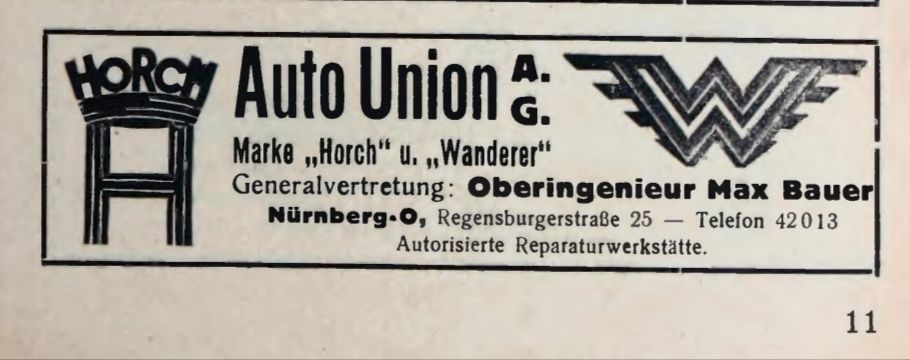 HORCH
Auto Union A. G.
W
Marke „Horch“ u. „Wanderer“
Generalvertretung: Oberingenieur Max Bauer
Nürnberg-O, Regensburgerstraße 25 — Telefon 42013
Autorisierte Reparaturwerkstätte.
11